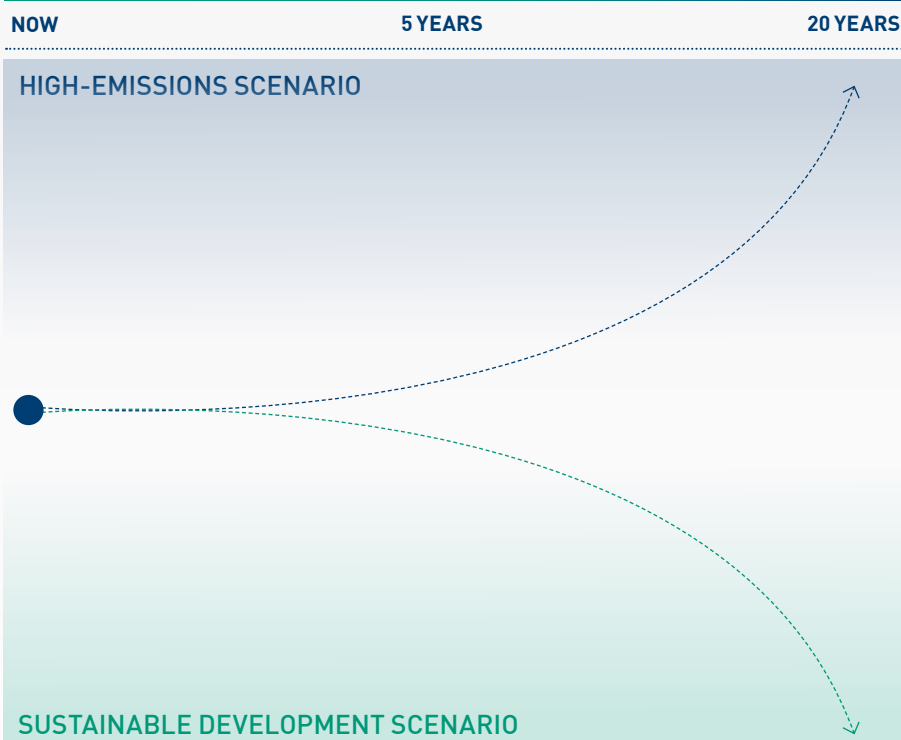 NOW 5 YEARS 20 YEARS
HIGH-EMISSIONS SCENARIO
SUSTAINABLE DEVELOPMENT SCENARIO